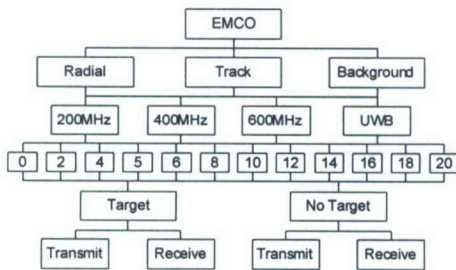 EMCO
Radial Track Background
200MHz 400MHz 600MHz UWB
0 2 4 5 6 8 10 12 14 16 18 20
Target No Target
Transmit Receive Transmit Receive